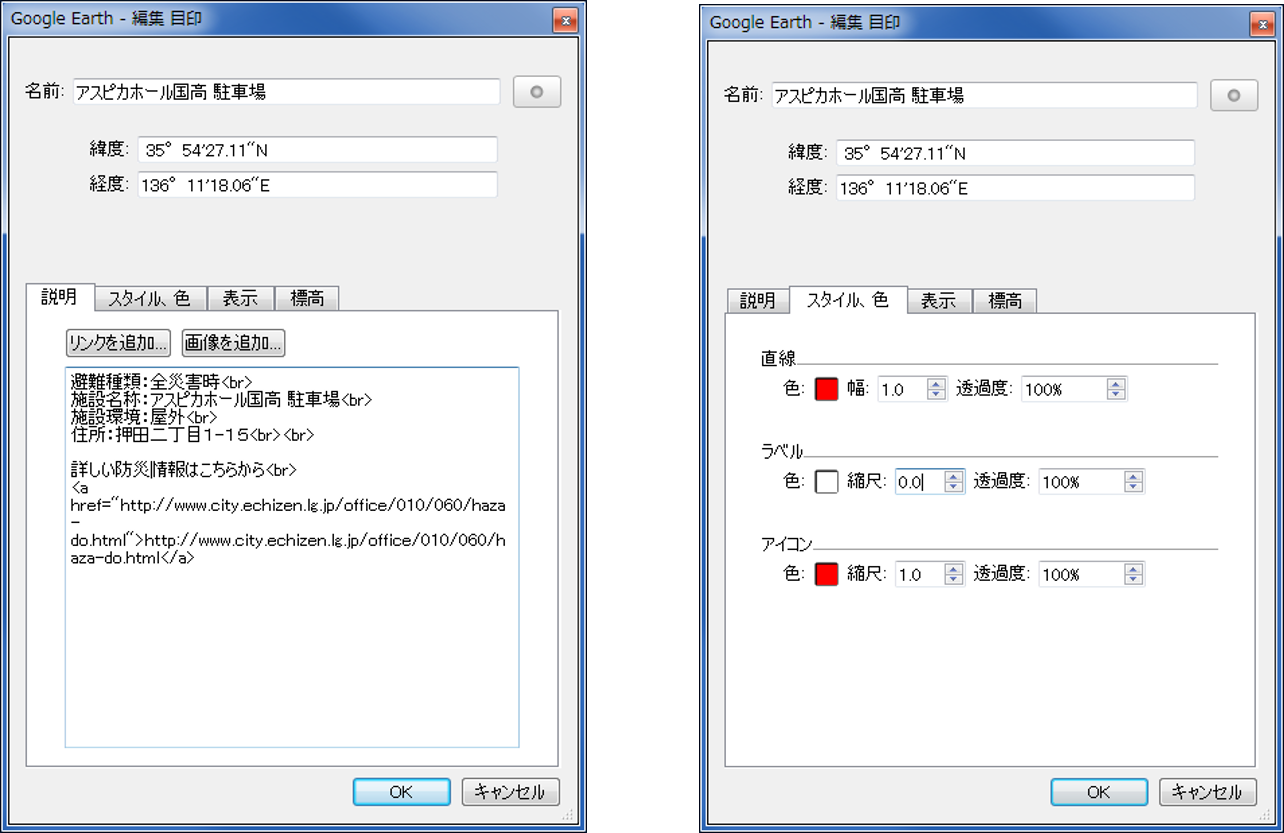 Google Earth - 編集 目印
名前: アスピカホール国高 駐車場
緯度: 35° 54'27.11"N
経度: 136° 11'18.06"E
説明 スタイル、色 表示 標高
リンクを追加... 画像を追加...
避難種類：全災害時<br>
施設名称：アスピカホール国高 駐車場<br>
施設環境：屋外<br>
住所：押田二丁目１−１５<br><br>
詳しい防災情報はこちらから<br>
<a
href="http://www.city.echizen.lg.jp/office/010/060/haza
-
do.html">http://www.city.echizen.lg.jp/office/010/060/h
aza-do.html</a>
OK キャンセル
Google Earth - 編集 目印
名前: アスピカホール国高 駐車場
緯度: 35° 54'27.11"N
経度: 136° 11'18.06"E
説明 スタイル、色 表示 標高
直線
色: 幅: 1.0 透過度: 100%
ラベル
色: 縮尺: 0.0 透過度: 100%
アイコン
色: 縮尺: 1.0 透過度: 100%
OK キャンセル